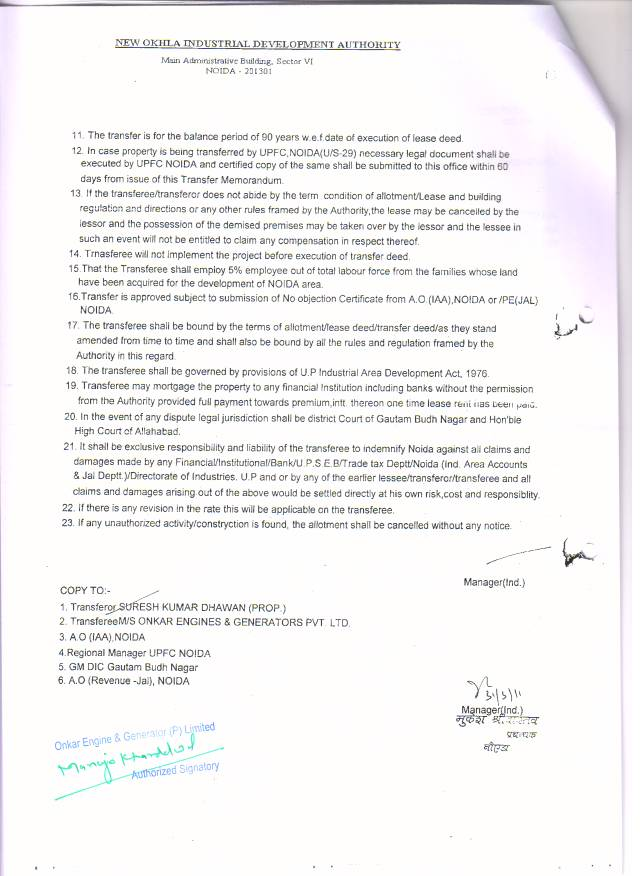 NEW OKHLA INDUSTRIAL DEVELOPMENT AUTHORITY
Main Administrative Building, Sector VI
NOIDA - 201301
11. The transfer is for the balance period of 90 years w.e.f.date of execution of lease deed.
12. In case property is being transferred by UPFC,NOIDA(U/S-29) necessary legal document shall be
executed by UPFC NOIDA and certified copy of the same shall be submitted to this office within 60
days from issue of this Transfer Memorandum.
13. If the transferee/transferor does not abide by the term condition of allotment/Lease and building
regulation and directions or any other rules framed by the Authority,the lease may be cancelled by the
lessor and the possession of the demised premises may be taken over by the lessor and the lessee in
such an event will not be entitled to claim any compensation in respect thereof.
14. Trnasferee will not implement the project before execution of transfer deed.
15.That the Transferee shall employ 5% employee out of total labour force from the families whose land
have been acquired for the development of NOIDA area.
16.Transfer is approved subject to submission of No objection Certificate from A.O.(IAA),NOIDA or /PE(JAL)
NOIDA.
17. The transferee shall be bound by the terms of allotment/lease deed/transfer deed/as they stand
amended from time to time and shall also be bound by all the rules and regulation framed by the
Authority in this regard.
18. The transferee shall be governed by provisions of U.P Industrial Area Development Act, 1976.
19. Transferee may mortgage the property to any financial Institution including banks without the permission
from the Authority provided full payment towards premium,intt. thereon one time lease rent has been paid.
20. In the event of any dispute legal jurisdiction shall be district Court of Gautam Budh Nagar and Hon'ble
High Court of Allahabad.
21. It shall be exclusive responsibility and liability of the transferee to indemnify Noida against all claims and
damages made by any Financial/Institutional/Bank/U.P.S.E.B/Trade tax Deptt/Noida (Ind. Area Accounts
& Jal Deptt.)/Directorate of Industries. U.P and or by any of the earlier lessee/transferor/transferee and all
claims and damages arising out of the above would be settled directly at his own risk,cost and responsiblity.
22. If there is any revision in the rate this will be applicable on the transferee.
23. If any unauthorized activity/constryction is found, the allotment shall be cancelled without any notice.
Manager(Ind.)
COPY TO:-
1. Transferor SURESH KUMAR DHAWAN (PROP.)
2. TransfereeM/S ONKAR ENGINES & GENERATORS PVT. LTD.
3. A.O (IAA),NOIDA
4.Regional Manager UPFC NOIDA
5. GM DIC Gautam Budh Nagar
6. A.O (Revenue -Jal), NOIDA
31/5/11
Manager(Ind.)
मुकेश श्रीवास्तव
प्रबन्धक
नोएडा
Onkar Engine & Generator (P) Limited
Authorized Signatory